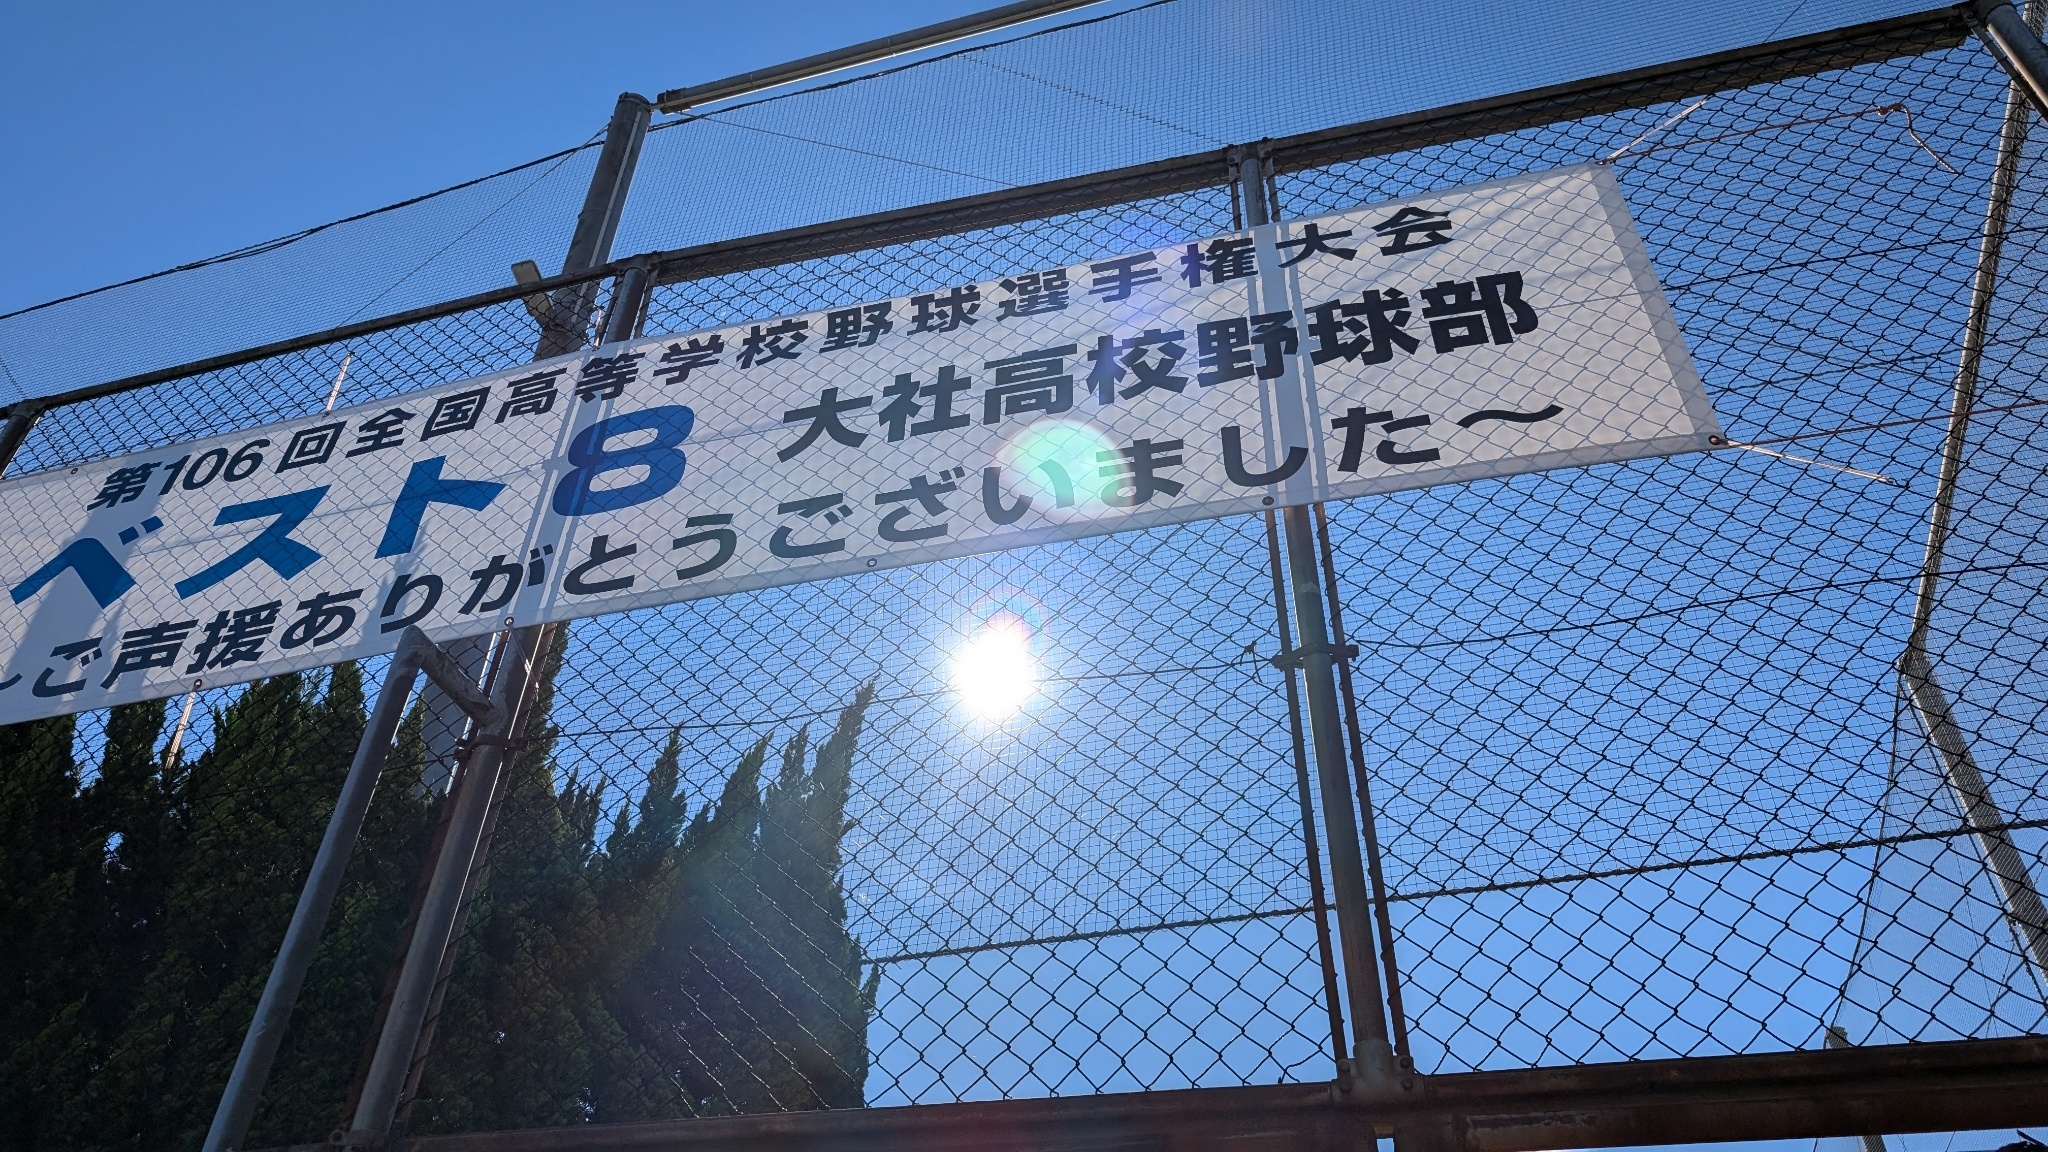 第106回全国高等学校野球選手権大会
ベスト8 大社高校野球部
～ご声援ありがとうございました～